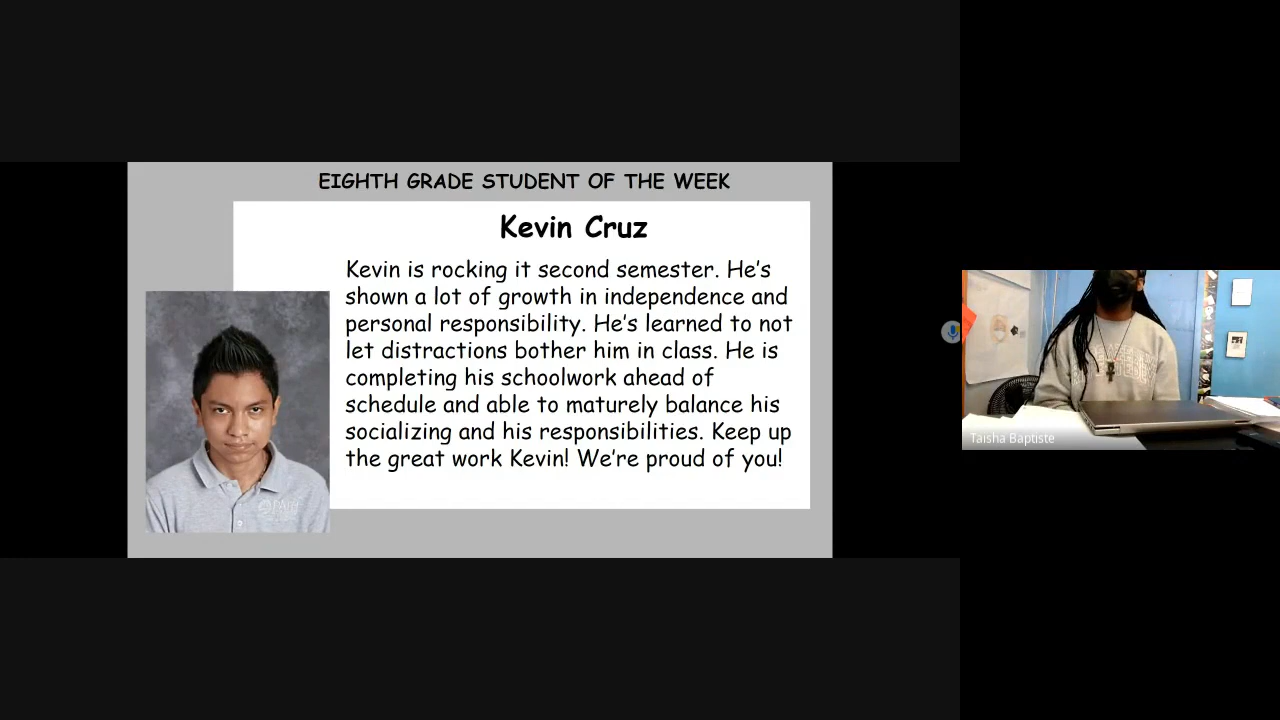 EIGHTH GRADE STUDENT OF THE WEEK
Kevin Cruz
Kevin is rocking it second semester. He's
shown a lot of growth in independence and
personal responsibility. He's learned to not
let distractions bother him in class. He is
completing his schoolwork ahead of
schedule and able to maturely balance his
socializing and his responsibilities. Keep up
the great work Kevin! We're proud of you!
Taisha Baptiste